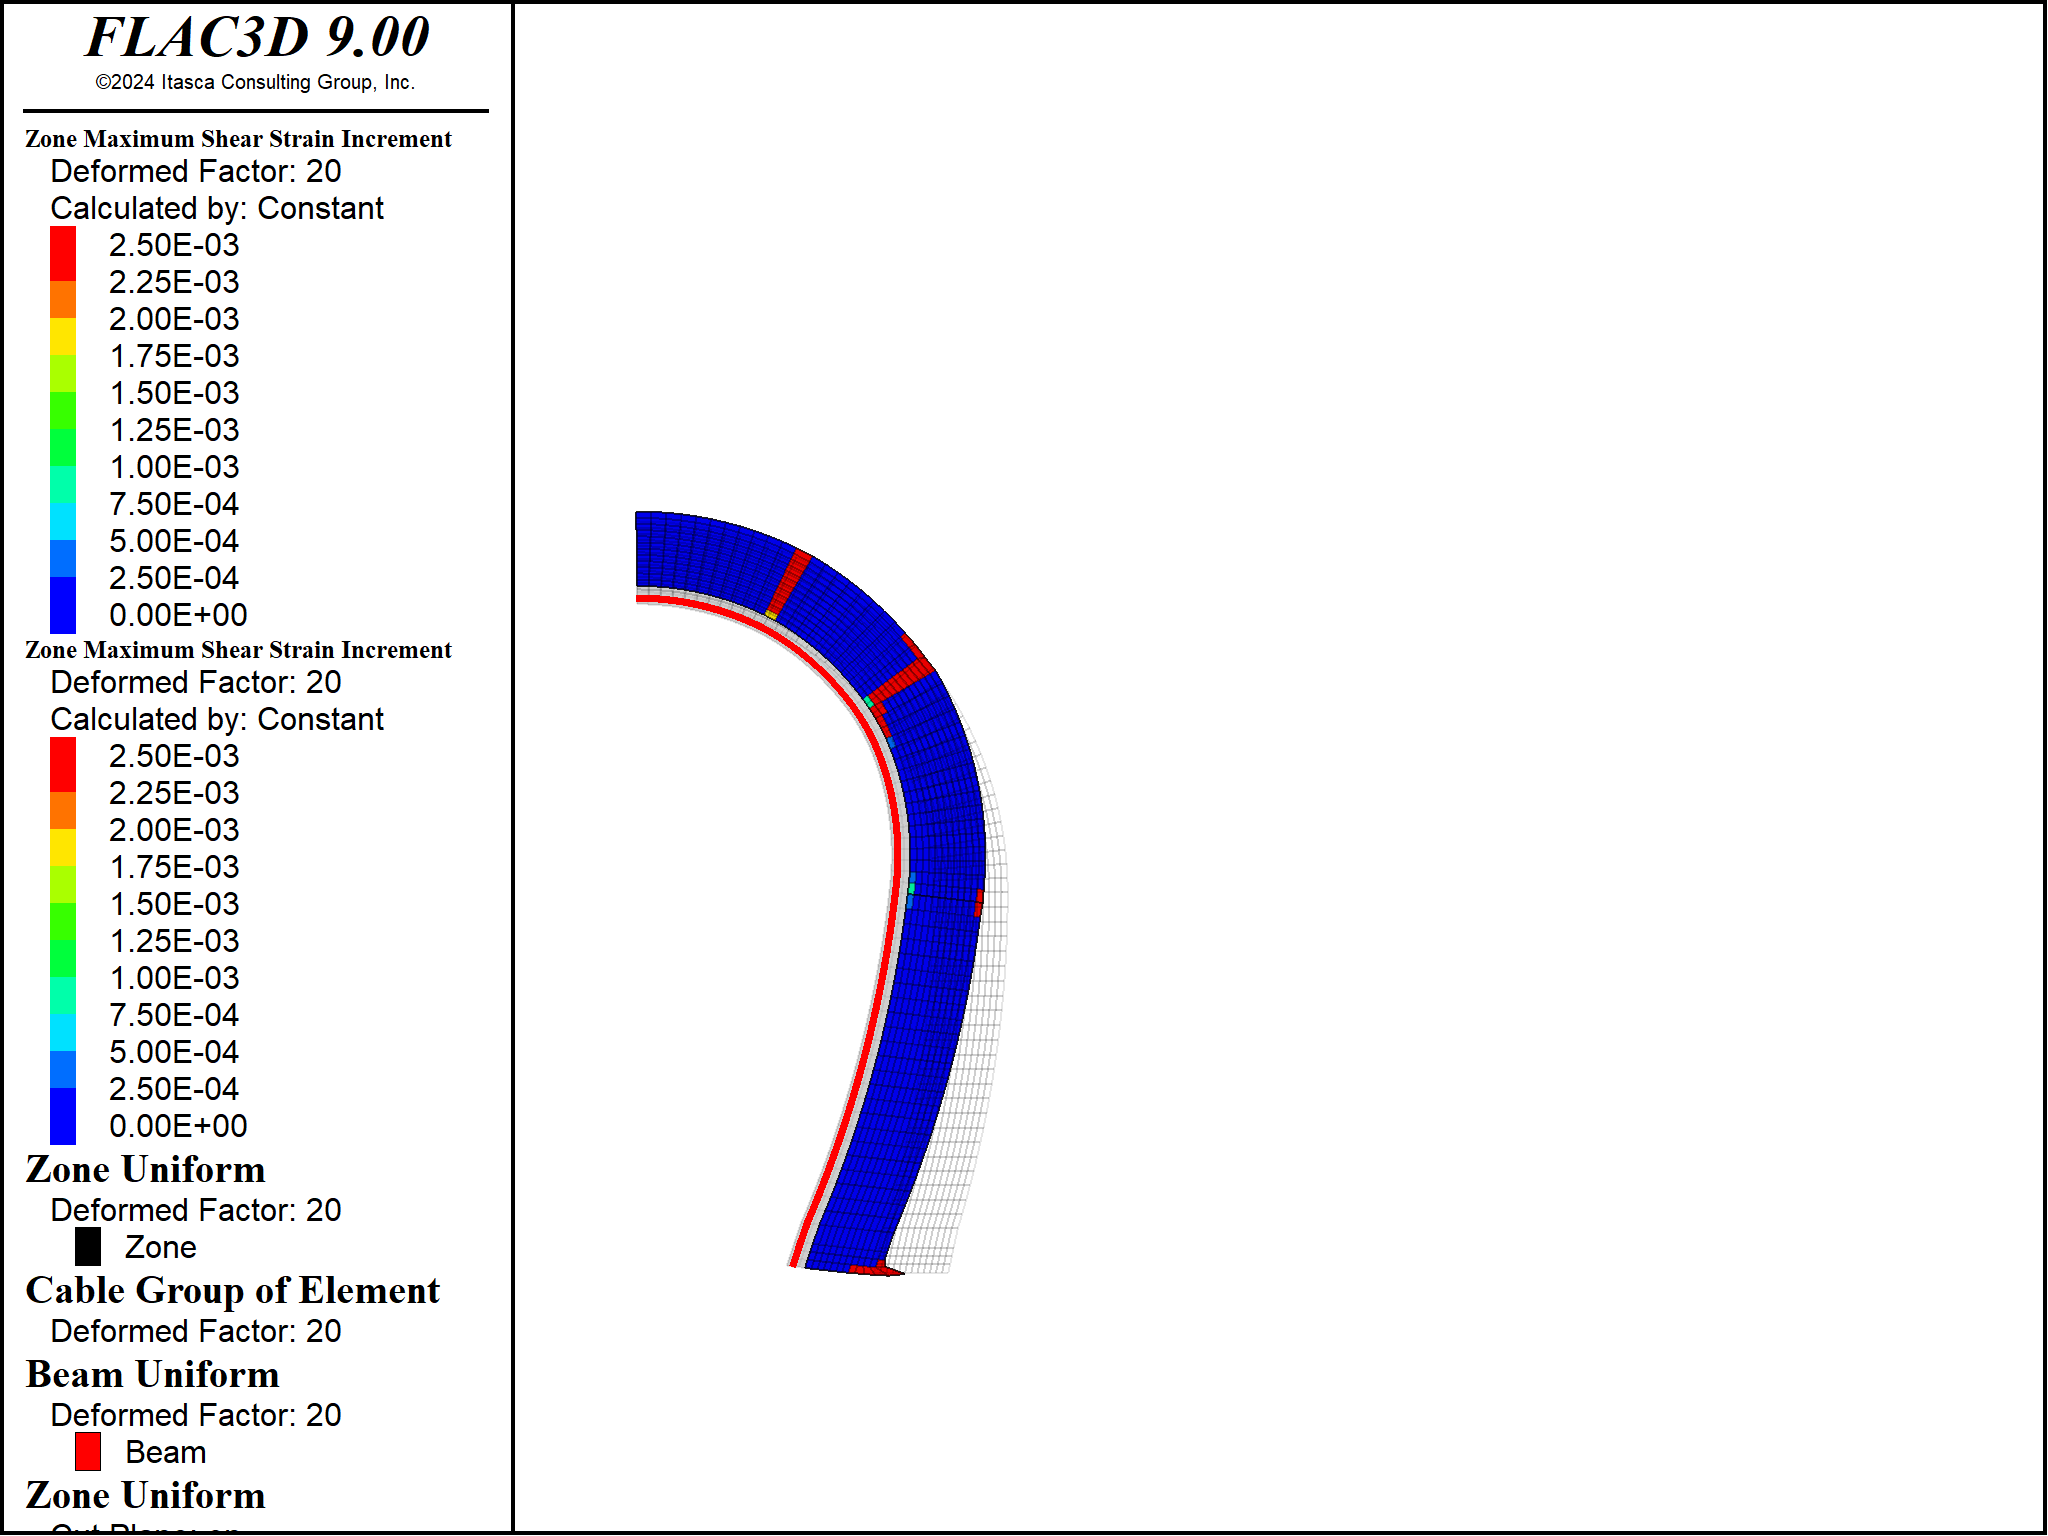 FLAC3D 9.00
©2024 Itasca Consulting Group, Inc.
Zone Maximum Shear Strain Increment
Deformed Factor: 20
Calculated by: Constant
2.50E-03
2.25E-03
2.00E-03
1.75E-03
1.50E-03
1.25E-03
1.00E-03
7.50E-04
5.00E-04
2.50E-04
0.00E+00
Zone Maximum Shear Strain Increment
Deformed Factor: 20
Calculated by: Constant
2.50E-03
2.25E-03
2.00E-03
1.75E-03
1.50E-03
1.25E-03
1.00E-03
7.50E-04
5.00E-04
2.50E-04
0.00E+00
Zone Uniform
Deformed Factor: 20
Zone
Cable Group of Element
Deformed Factor: 20
Beam Uniform
Deformed Factor: 20
Beam
Zone Uniform